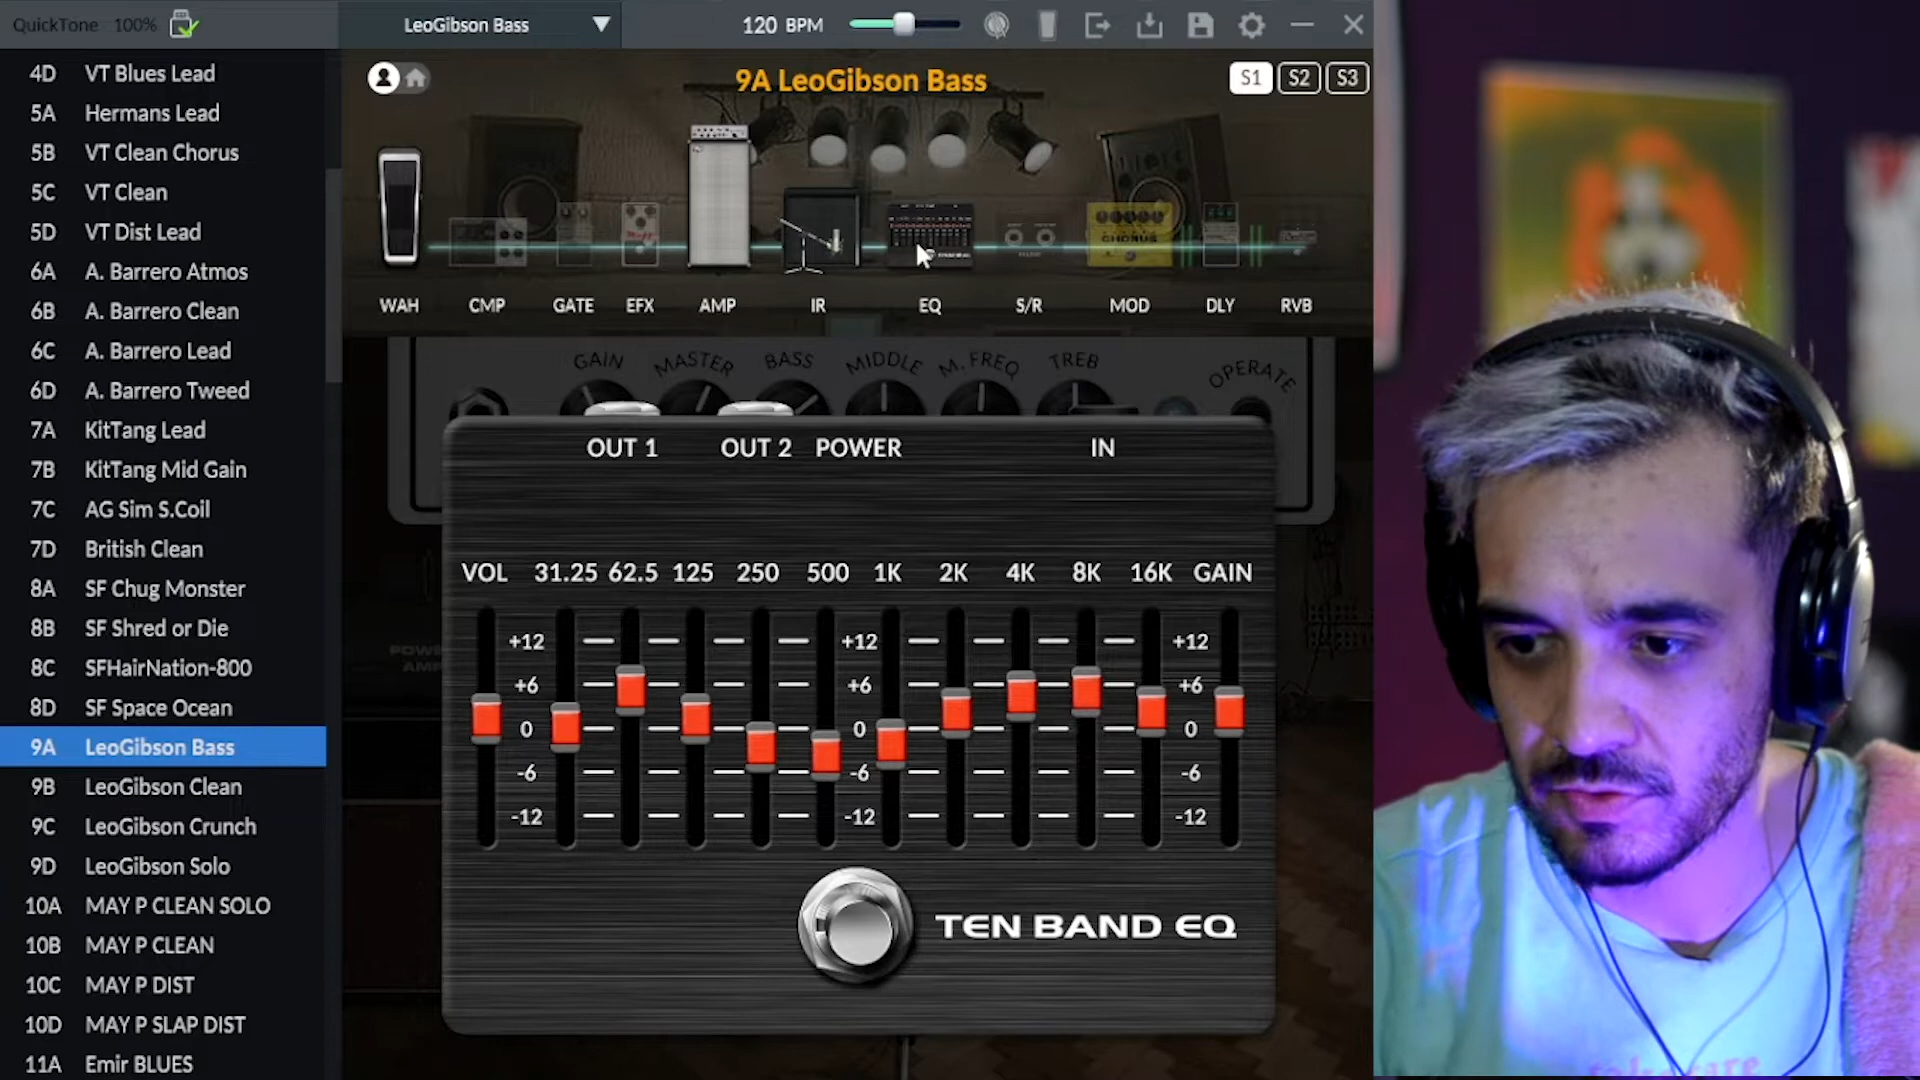 QuickTone 100%
LeoGibson Bass
120 BPM
4D VT Blues Lead
5A Hermans Lead
5B VT Clean Chorus
5C VT Clean
5D VT Dist Lead
6A A. Barrero Atmos
6B A. Barrero Clean
6C A. Barrero Lead
6D A. Barrero Tweed
7A KitTang Lead
7B KitTang Mid Gain
7C AG Sim S.Coil
7D British Clean
8A SF Chug Monster
8B SF Shred or Die
8C SFHairNation-800
8D SF Space Ocean
9A LeoGibson Bass
9B LeoGibson Clean
9C LeoGibson Crunch
9D LeoGibson Solo
10A MAY P CLEAN SOLO
10B MAY P CLEAN
10C MAY P DIST
10D MAY P SLAP DIST
11A Emir BLUES
9A LeoGibson Bass
S1 S2 S3
CHORUS
WAH CMP GATE EFX AMP IR EQ S/R MOD DLY RVB
GAIN MASTER BASS MIDDLE M. FREQ TREB OPERATE
OUT 1 OUT 2 POWER IN
VOL 31.25 62.5 125 250 500 1K 2K 4K 8K 16K GAIN
+12 +12 +12
+6 +6 +6
0 0 0
-6 -6 -6
-12 -12 -12
TEN BAND EQ